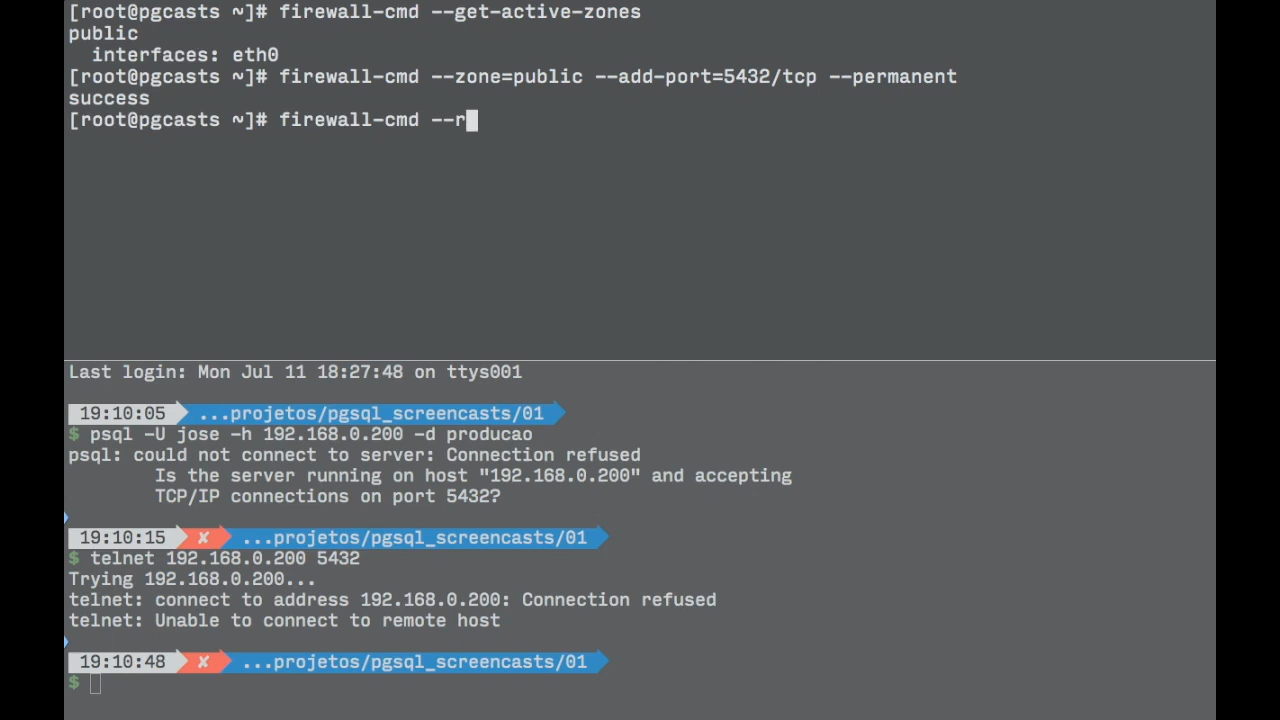 [root@pgcasts ~]# firewall-cmd --get-active-zones
public
  interfaces: eth0
[root@pgcasts ~]# firewall-cmd --zone=public --add-port=5432/tcp --permanent
success
[root@pgcasts ~]# firewall-cmd --r
Last login: Mon Jul 11 18:27:48 on ttys001
19:10:05 ...projetos/pgsql_screencasts/01
$ psql -U jose -h 192.168.0.200 -d producao
psql: could not connect to server: Connection refused
        Is the server running on host "192.168.0.200" and accepting
        TCP/IP connections on port 5432?
19:10:15 ✘ ...projetos/pgsql_screencasts/01
$ telnet 192.168.0.200 5432
Trying 192.168.0.200...
telnet: connect to address 192.168.0.200: Connection refused
telnet: Unable to connect to remote host
19:10:48 ✘ ...projetos/pgsql_screencasts/01
$